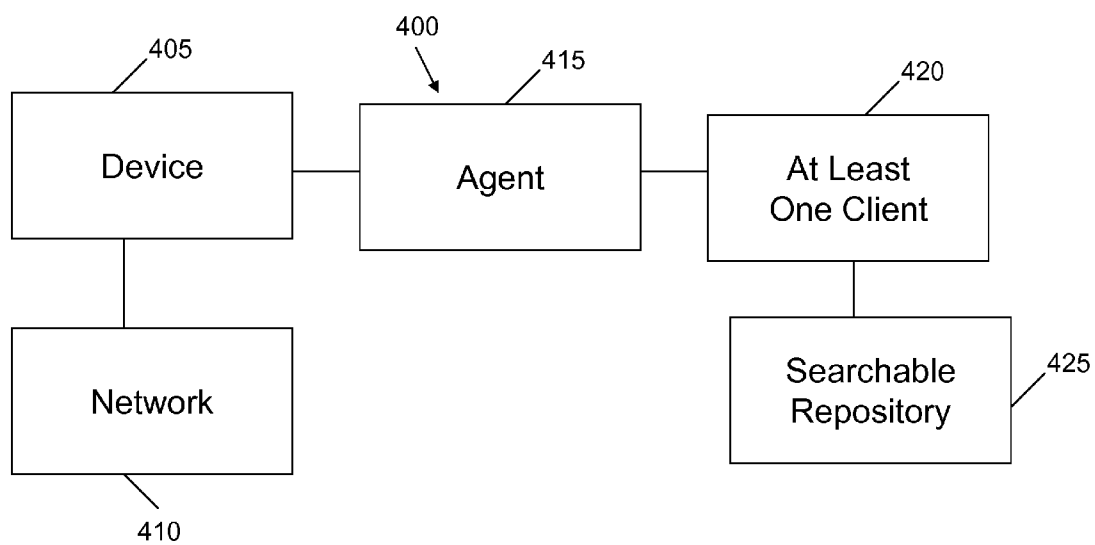 400
405
415
420
Device
Agent
At Least
One Client
Network
Searchable
Repository
425
410